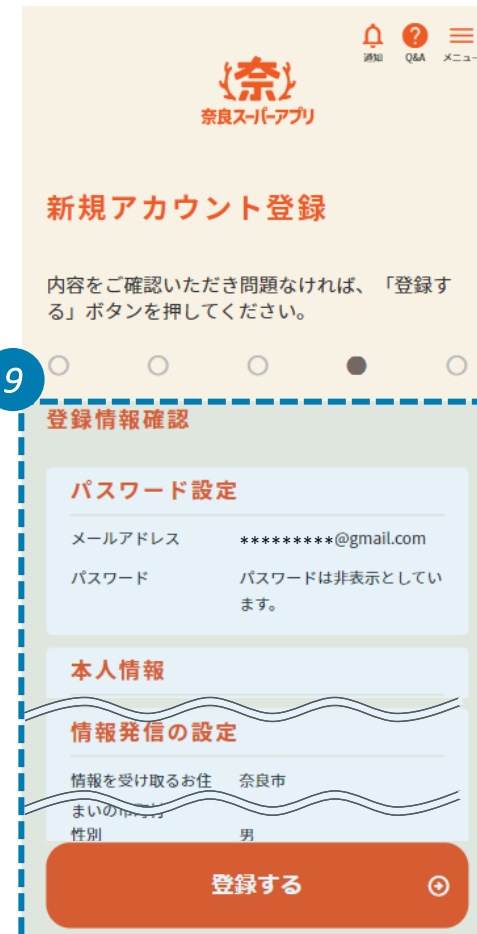 通知 Q&A メニュー
奈
奈良スーパーアプリ
新規アカウント登録
内容をご確認いただき問題なければ、「登録す
る」ボタンを押してください。
9
登録情報確認
パスワード設定
メールアドレス *********@gmail.com
パスワード パスワードは非表示としてい
ます。
本人情報
情報発信の設定
情報を受け取るお住 奈良市
まいの市町村
性別 男
登録する